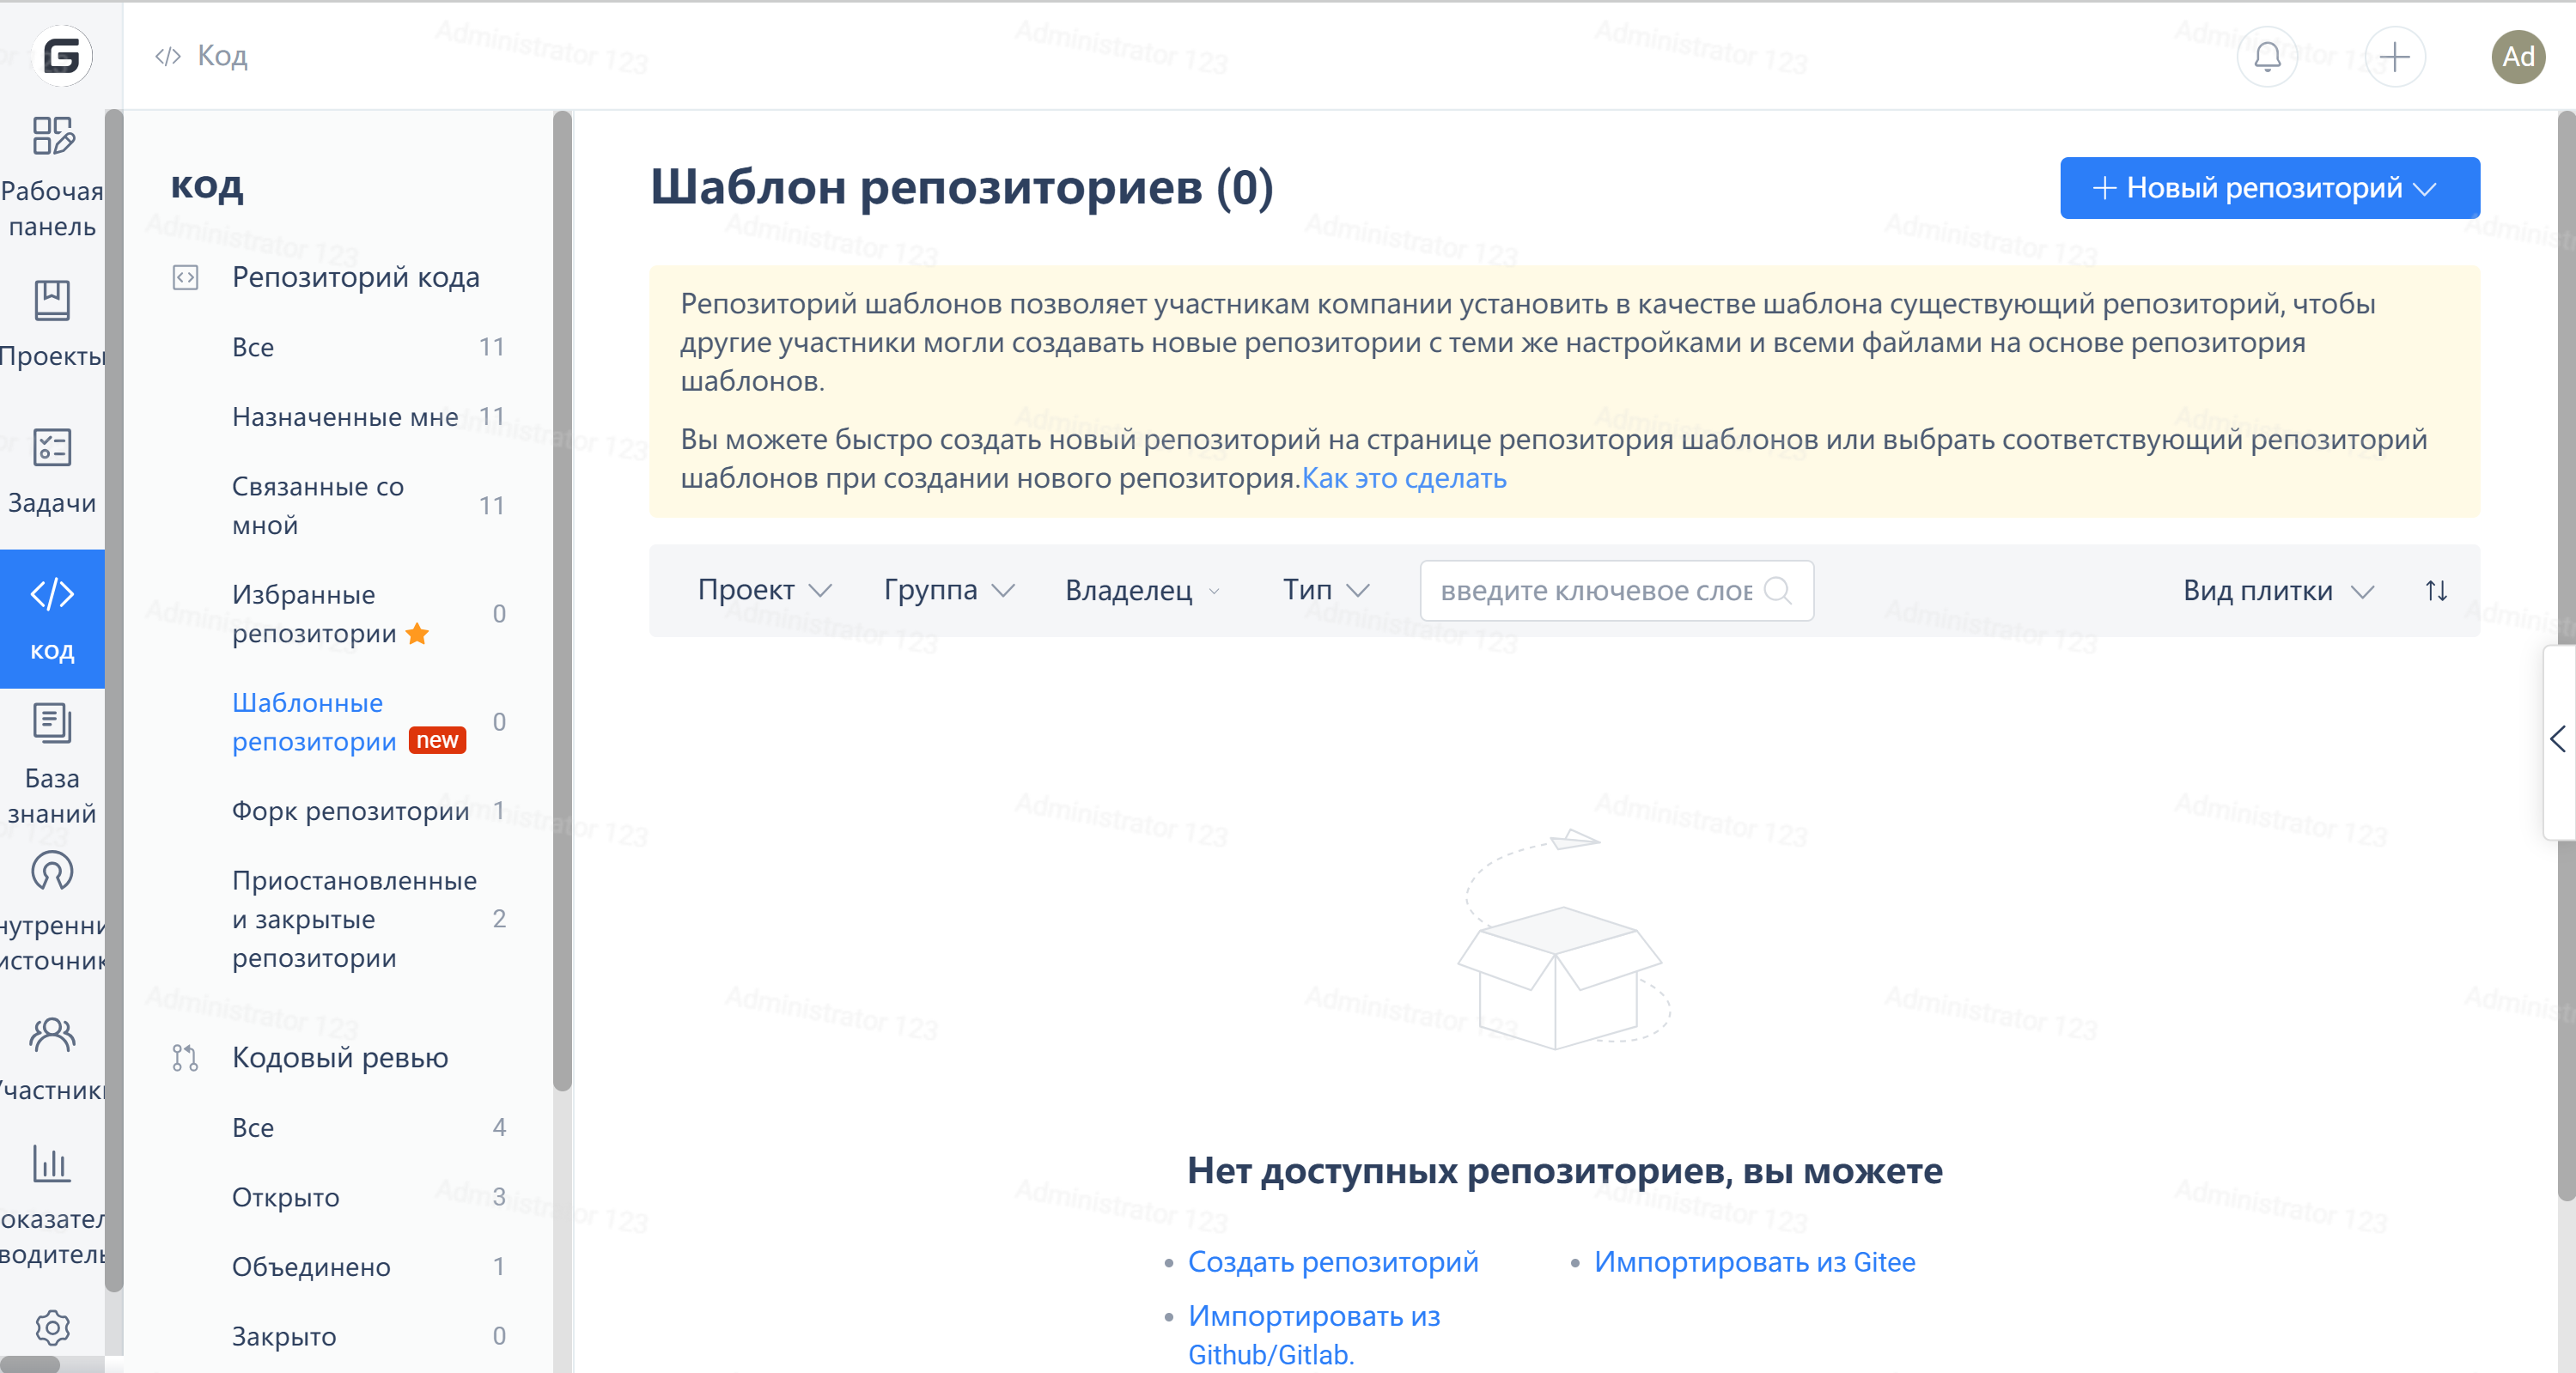 Код
Ad
Рабочая
панель
Проекты
Задачи
код
База
знаний
нутренни
источник
Участник
оказател
водитель
код
Репозиторий кода
Все 11
Назначенные мне 11
Связанные со
мной 11
Избранные
репозитории 0
Шаблонные
репозитории new 0
Форк репозитории 1
Приостановленные
и закрытые
репозитории 2
Кодовый ревью
Все 4
Открыто 3
Объединено 1
Закрыто 0
Шаблон репозиториев (0)
Новый репозиторий
Репозиторий шаблонов позволяет участникам компании установить в качестве шаблона существующий репозиторий, чтобы
другие участники могли создавать новые репозитории с теми же настройками и всеми файлами на основе репозитория
шаблонов.
Вы можете быстро создать новый репозиторий на странице репозитория шаблонов или выбрать соответствующий репозиторий
шаблонов при создании нового репозитория.Как это сделать
Проект Группа Владелец Тип введите ключевое слов Вид плитки
Нет доступных репозиториев, вы можете
Создать репозиторий
Импортировать из Gitee
Импортировать из
Github/Gitlab.
Administrator 123